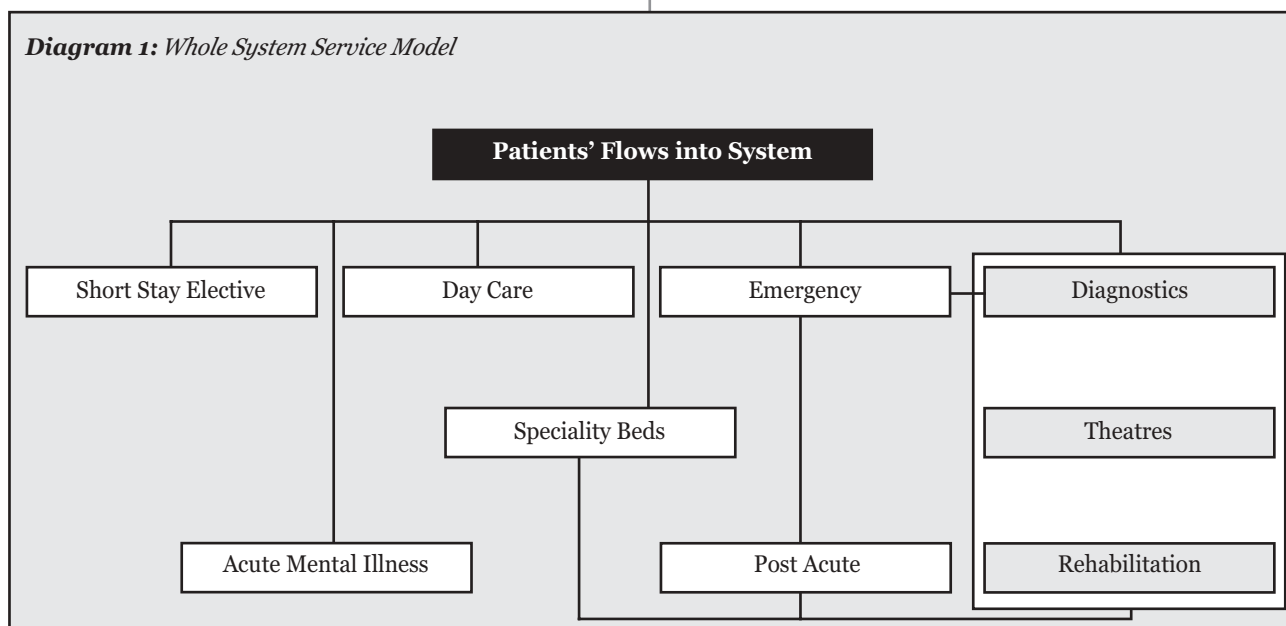 Diagram 1: Whole System Service Model
Patients’ Flows into System
Short Stay Elective
Day Care
Emergency
Diagnostics
Speciality Beds
Theatres
Acute Mental Illness
Post Acute
Rehabilitation